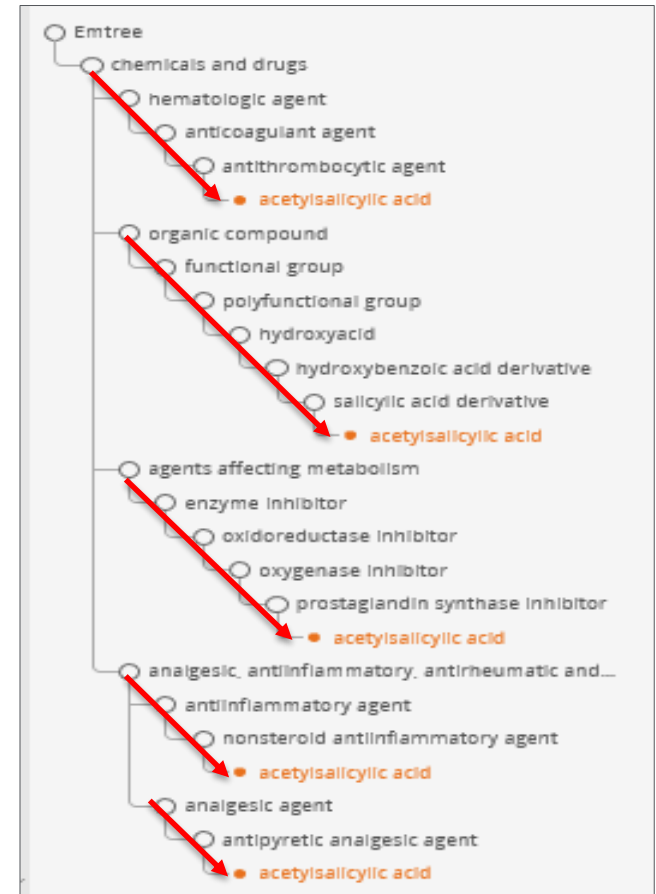 Emtree
chemicals and drugs
hematologic agent
anticoagulant agent
antithrombocytic agent
acetylsalicylic acid
organic compound
functional group
polyfunctional group
hydroxyacid
hydroxybenzoic acid derivative
salicylic acid derivative
acetylsalicylic acid
agents affecting metabolism
enzyme inhibitor
oxidoreductase inhibitor
oxygenase inhibitor
prostaglandin synthase inhibitor
acetylsalicylic acid
analgesic, antiinflammatory, antirheumatic and...
antiinflammatory agent
nonsteroid antiinflammatory agent
acetylsalicylic acid
analgesic agent
antipyretic analgesic agent
acetylsalicylic acid